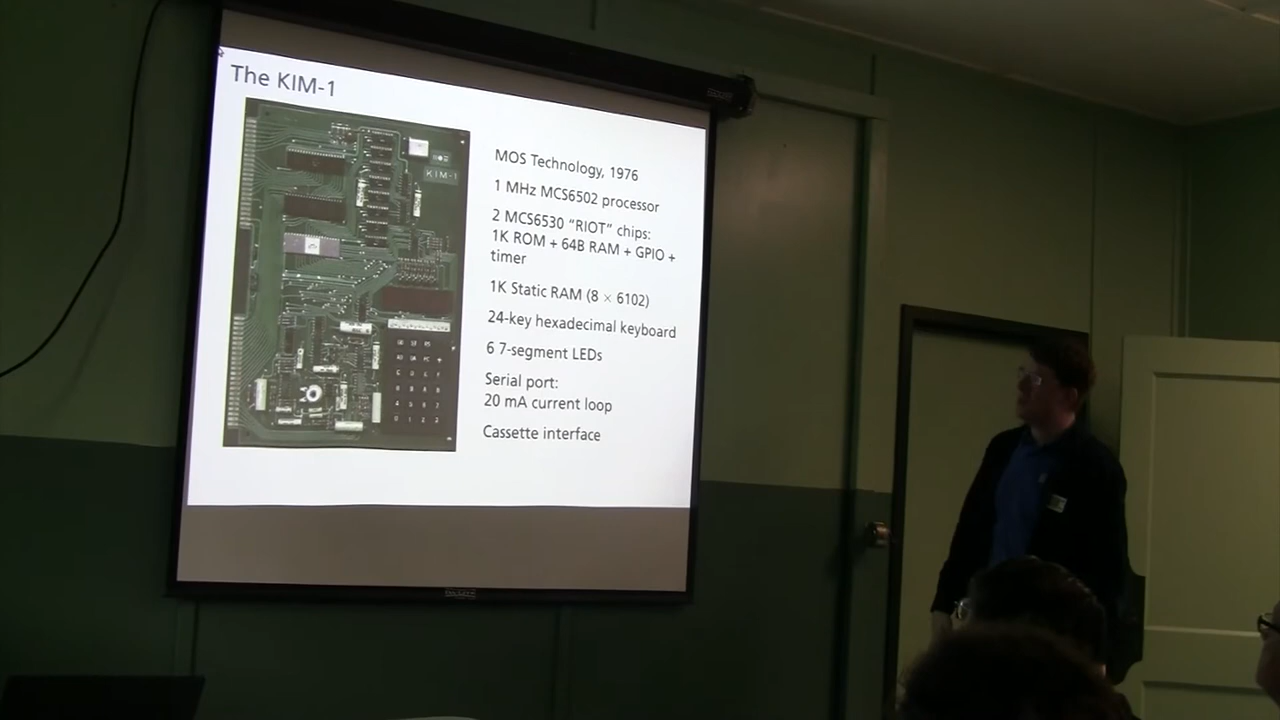 The KIM-1
KIM-1
MOS Technology, 1976
1 MHz MCS6502 processor
2 MCS6530 “RIOT” chips:
1K ROM + 64B RAM + GPIO +
timer
1K Static RAM (8 × 6102)
24-key hexadecimal keyboard
6 7-segment LEDs
Serial port:
20 mA current loop
Cassette interface